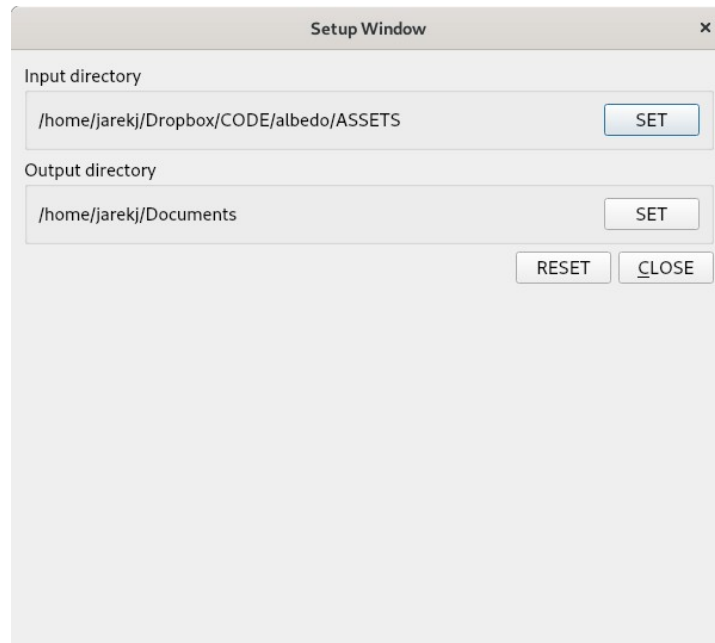 Setup Window ×
Input directory
/home/jarekj/Dropbox/CODE/albedo/ASSETS SET
Output directory
/home/jarekj/Documents SET
RESET CLOSE